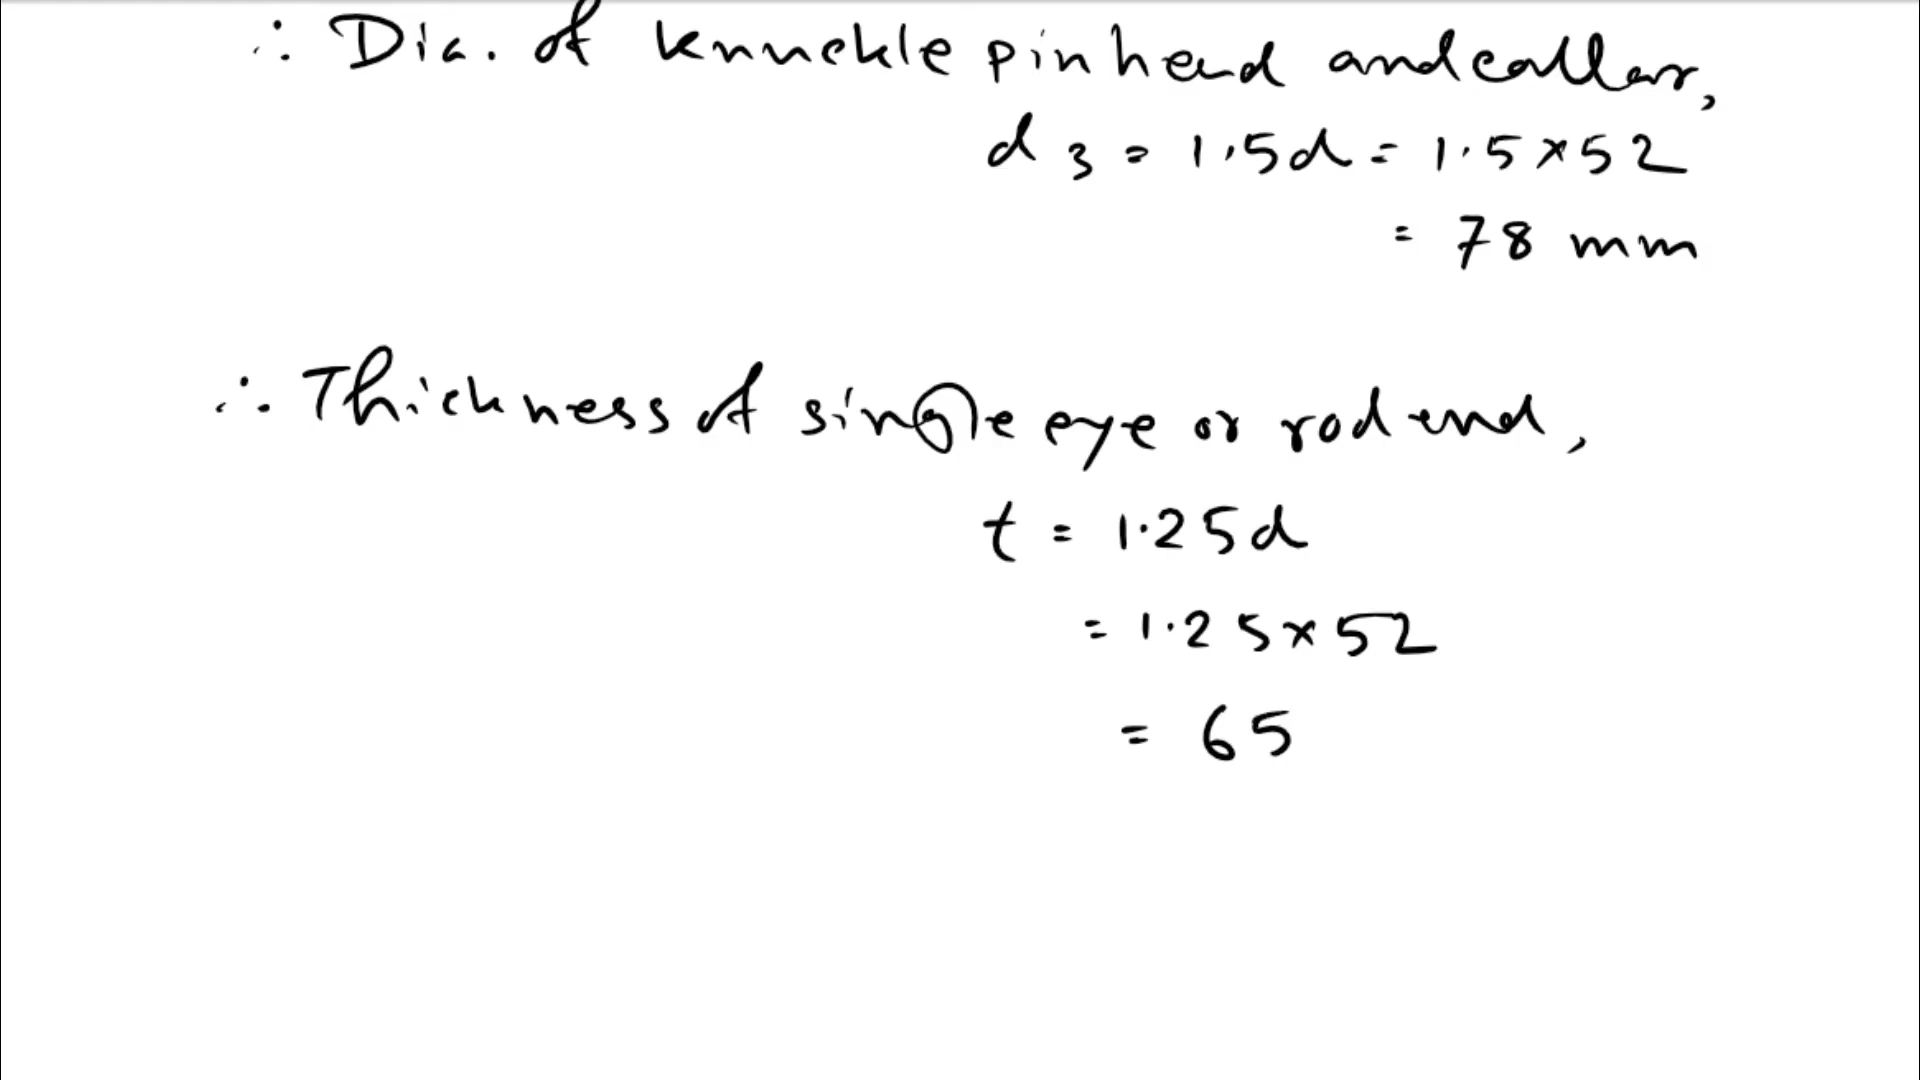 ∴ Dia. of knuckle pin head and collar,
d3 = 1.5d = 1.5×52
= 78 mm
∴ Thickness of single eye or rod end,
t = 1.25d
= 1.25×52
= 65